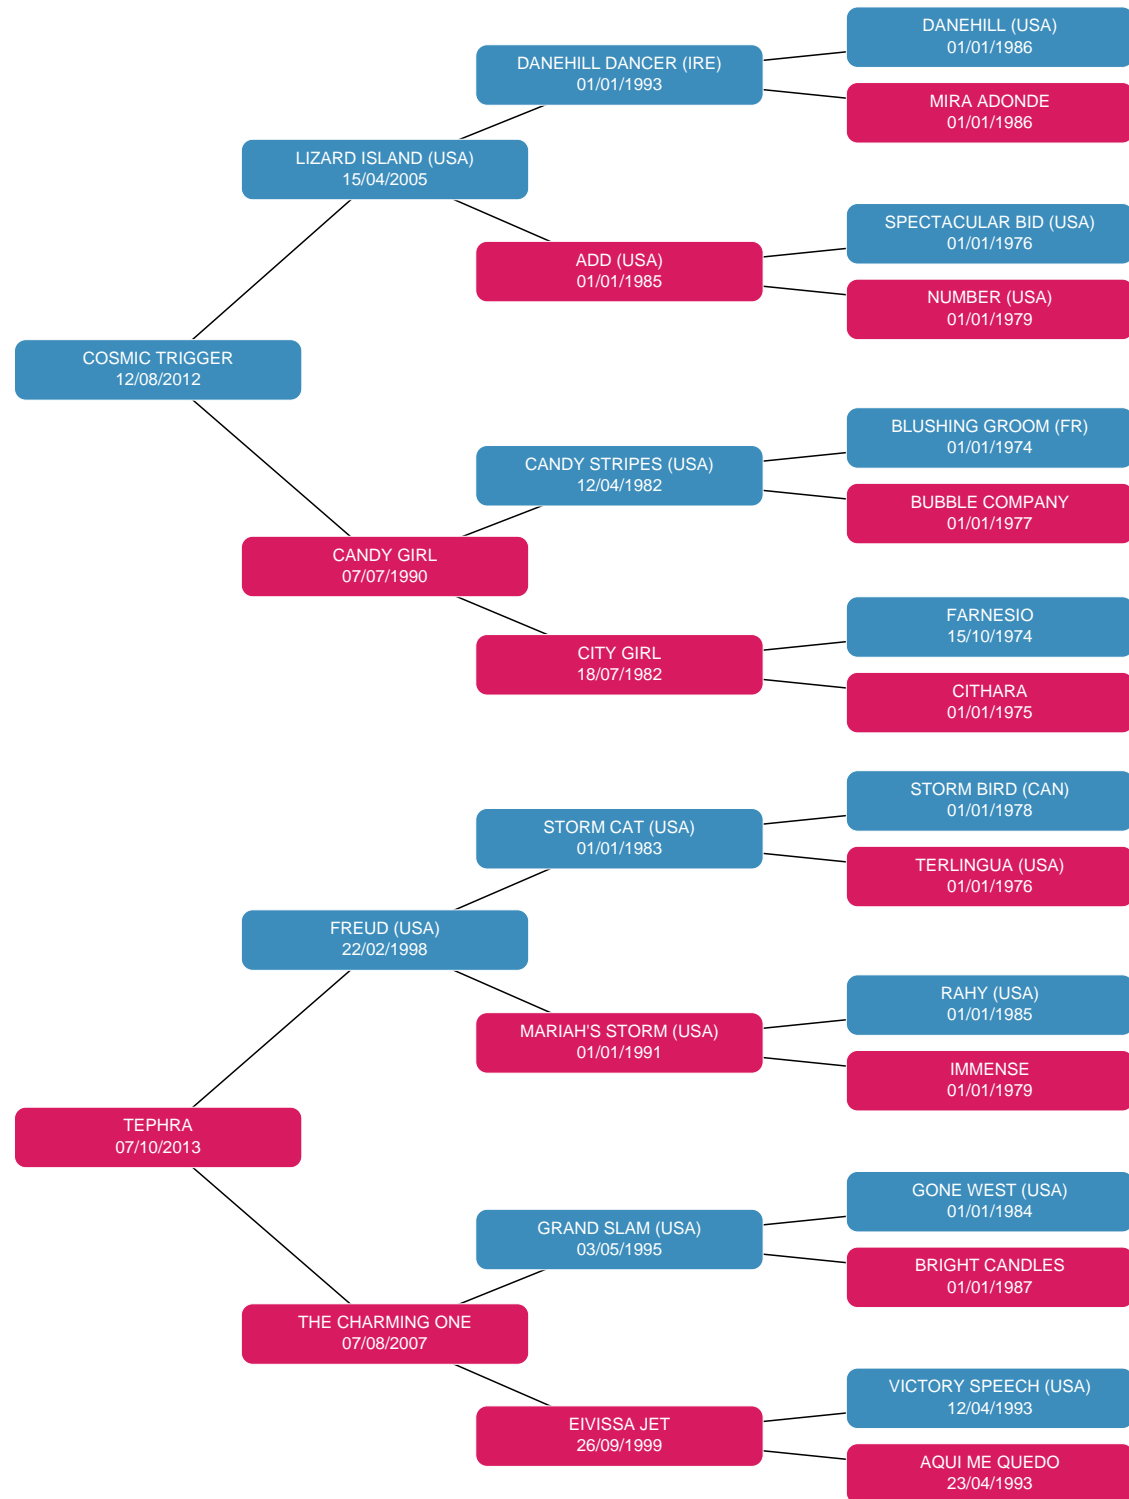 DANEHILL (USA)
01/01/1986
DANEHILL DANCER (IRE)
01/01/1993
MIRA ADONDE
01/01/1986
LIZARD ISLAND (USA)
15/04/2005
SPECTACULAR BID (USA)
01/01/1976
ADD (USA)
01/01/1985
NUMBER (USA)
01/01/1979
COSMIC TRIGGER
12/08/2012
BLUSHING GROOM (FR)
01/01/1974
CANDY STRIPES (USA)
12/04/1982
BUBBLE COMPANY
01/01/1977
CANDY GIRL
07/07/1990
FARNESIO
15/10/1974
CITY GIRL
18/07/1982
CITHARA
01/01/1975
STORM BIRD (CAN)
01/01/1978
STORM CAT (USA)
01/01/1983
TERLINGUA (USA)
01/01/1976
FREUD (USA)
22/02/1998
RAHY (USA)
01/01/1985
MARIAH'S STORM (USA)
01/01/1991
IMMENSE
01/01/1979
TEPHRA
07/10/2013
GONE WEST (USA)
01/01/1984
GRAND SLAM (USA)
03/05/1995
BRIGHT CANDLES
01/01/1987
THE CHARMING ONE
07/08/2007
VICTORY SPEECH (USA)
12/04/1993
EIVISSA JET
26/09/1999
AQUI ME QUEDO
23/04/1993